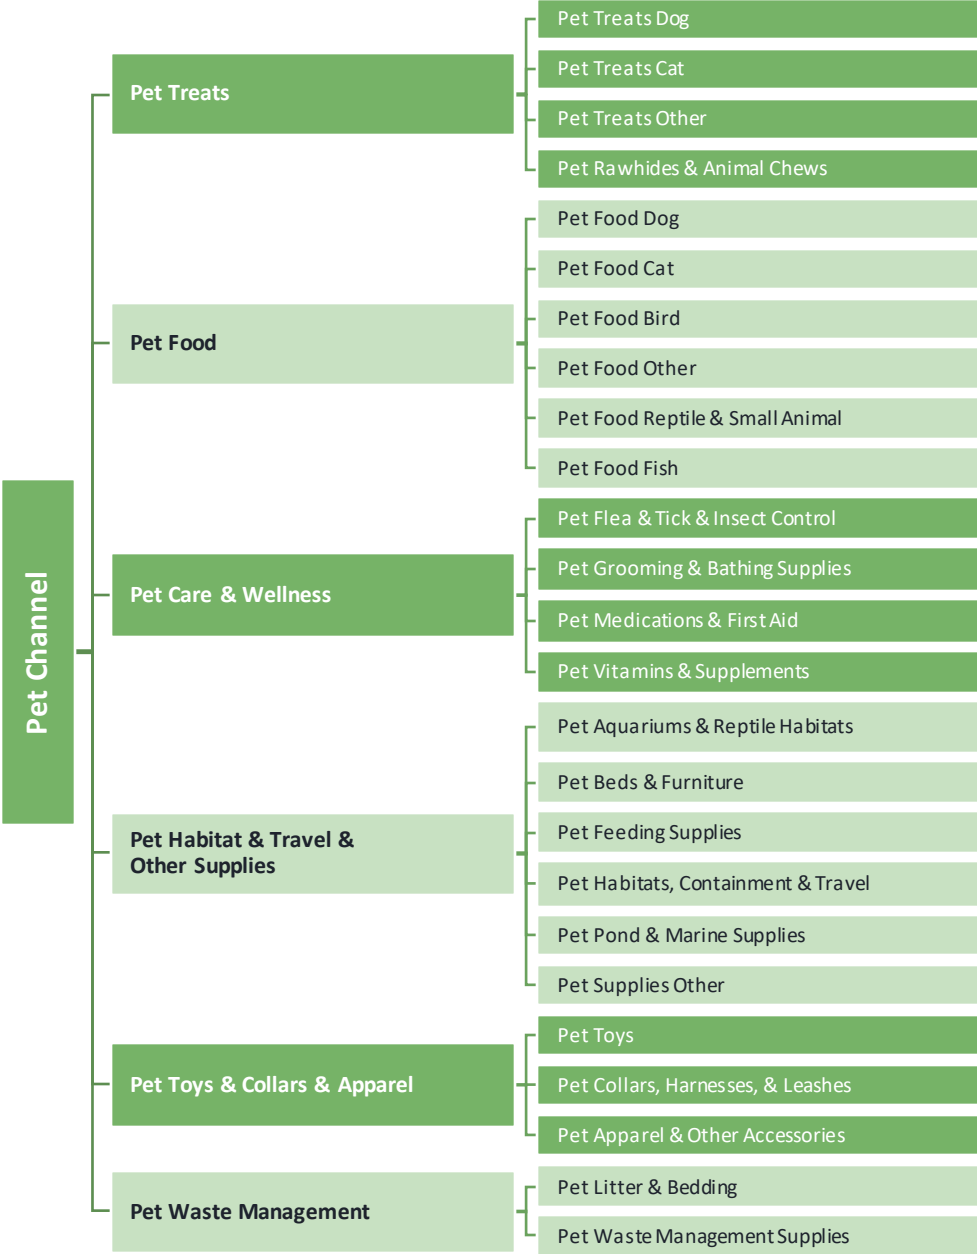 Pet Channel
Pet Treats
Pet Treats Dog
Pet Treats Cat
Pet Treats Other
Pet Rawhides & Animal Chews
Pet Food
Pet Food Dog
Pet Food Cat
Pet Food Bird
Pet Food Other
Pet Food Reptile & Small Animal
Pet Food Fish
Pet Care & Wellness
Pet Flea & Tick & Insect Control
Pet Grooming & Bathing Supplies
Pet Medications & First Aid
Pet Vitamins & Supplements
Pet Habitat & Travel &
Other Supplies
Pet Aquariums & Reptile Habitats
Pet Beds & Furniture
Pet Feeding Supplies
Pet Habitats, Containment & Travel
Pet Pond & Marine Supplies
Pet Supplies Other
Pet Toys & Collars & Apparel
Pet Toys
Pet Collars, Harnesses, & Leashes
Pet Apparel & Other Accessories
Pet Waste Management
Pet Litter & Bedding
Pet Waste Management Supplies